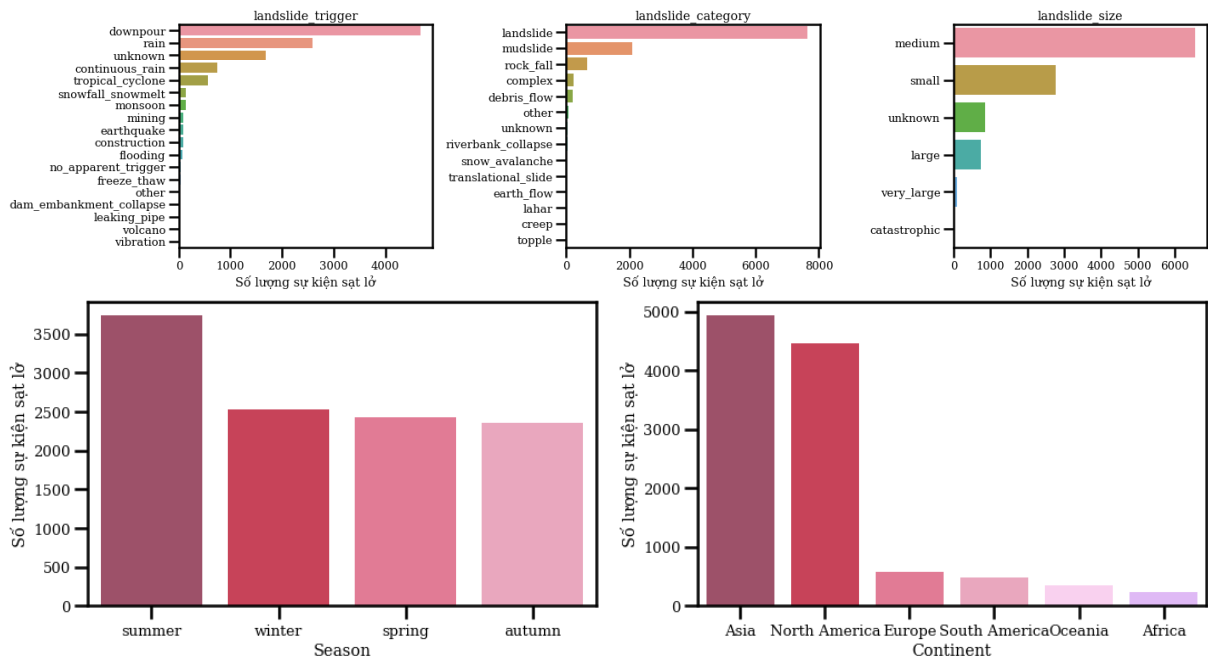 landslide_trigger
downpour
rain
unknown
continuous_rain
tropical_cyclone
snowfall_snowmelt
monsoon
mining
earthquake
construction
flooding
no_apparent_trigger
freeze_thaw
other
dam_embankment_collapse
leaking_pipe
volcano
vibration
0 1000 2000 3000 4000
Số lượng sự kiện sạt lở
landslide_category
landslide
mudslide
rock_fall
complex
debris_flow
other
unknown
riverbank_collapse
snow_avalanche
translational_slide
earth_flow
lahar
creep
topple
0 2000 4000 6000 8000
Số lượng sự kiện sạt lở
landslide_size
medium
small
unknown
large
very_large
catastrophic
0 1000 2000 3000 4000 5000 6000
Số lượng sự kiện sạt lở
Số lượng sự kiện sạt lở
3500
3000
2500
2000
1500
1000
500
0
summer winter spring autumn
Season
Số lượng sự kiện sạt lở
5000
4000
3000
2000
1000
0
Asia North America Europe South America Oceania Africa
Continent